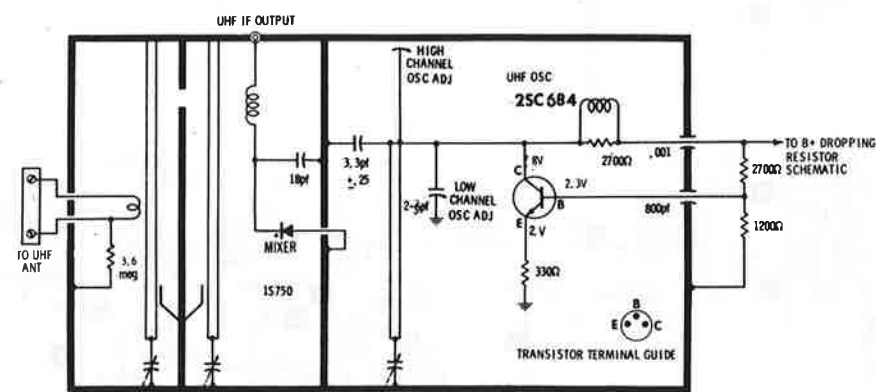 UHF IF OUTPUT
HIGH
CHANNEL
OSC ADJ
UHF OSC
2SC684
2700Ω
.001
TO B+ DROPPING
RESISTOR
SCHEMATIC
2700Ω
18pf
3.3pf
±.25
LOW
CHANNEL
OSC ADJ
C
8V
2.3V
B
800pf
1200Ω
E
2V
330Ω
TO UHF
ANT
3.6
meg
MIXER
1S750
B
E
C
TRANSISTOR TERMINAL GUIDE